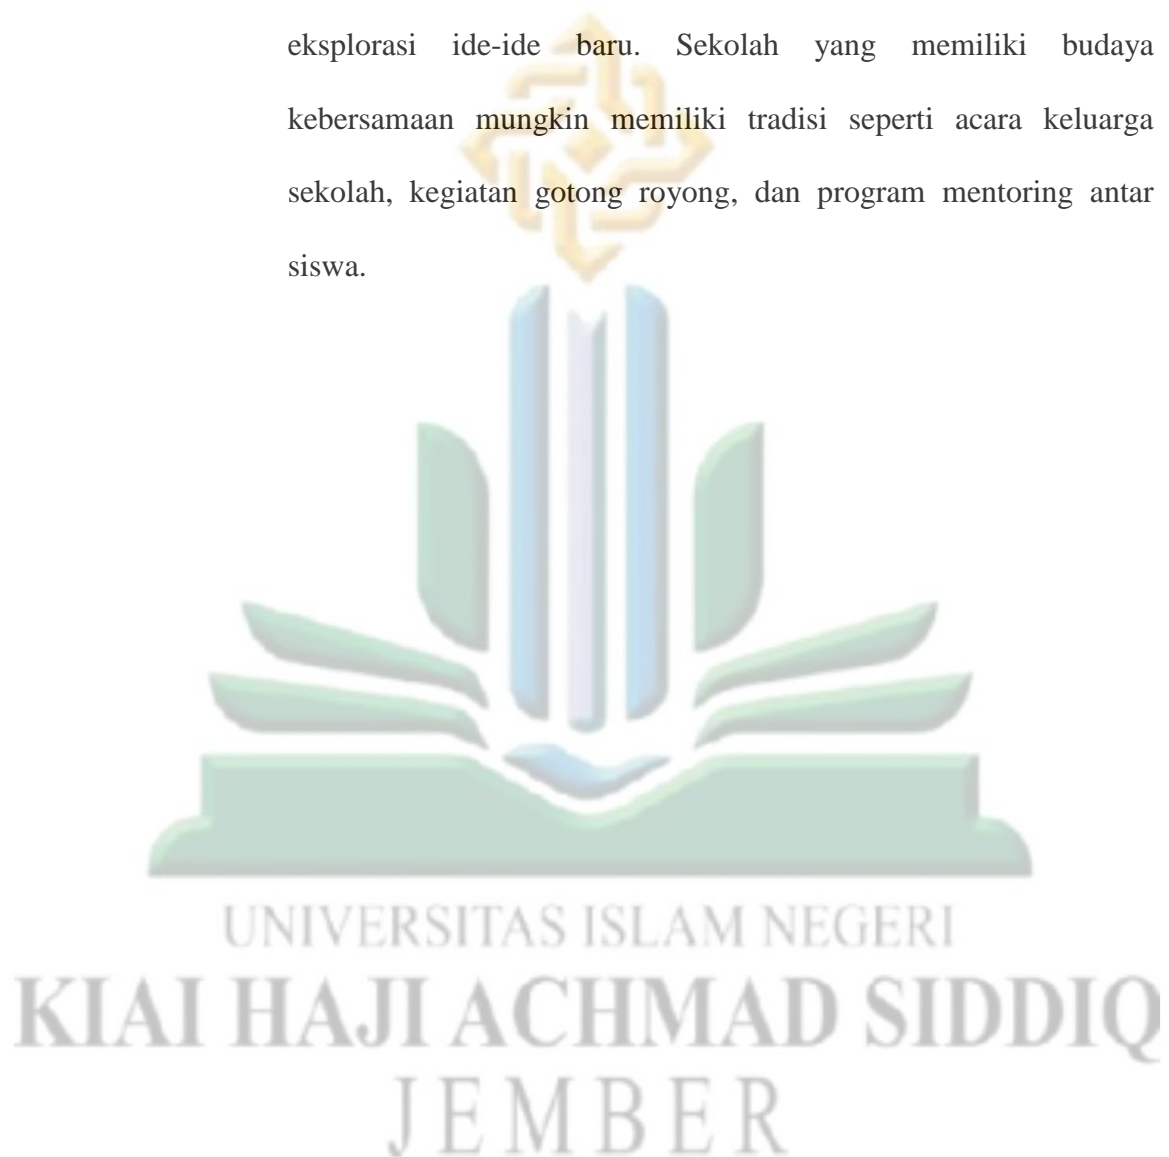 eksplorasi ide-ide baru. Sekolah yang memiliki budaya
kebersamaan mungkin memiliki tradisi seperti acara keluarga
sekolah, kegiatan gotong royong, dan program mentoring antar
siswa.
UNIVERSITAS ISLAM NEGERI
KIAI HAJI ACHMAD SIDDIQ
JEMBER